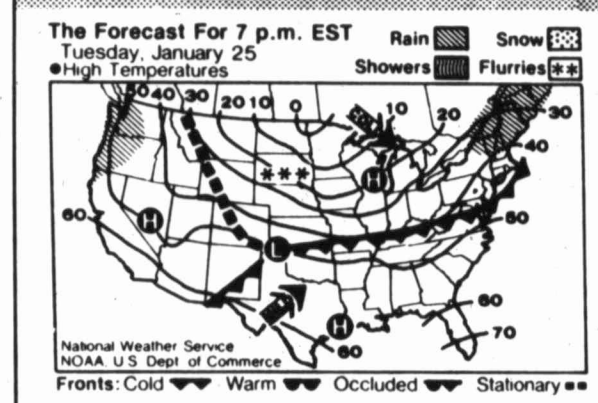 The Forecast For 7 p.m. EST
Tuesday, January 25
●High Temperatures
Rain Snow
Showers Flurries **
50 40 30 20 10 0 10 20 30
40
***
H
60 H 50
L
H
60
60 70
National Weather Service
NOAA. U S Dept of Commerce
Fronts: Cold Warm Occluded Stationary